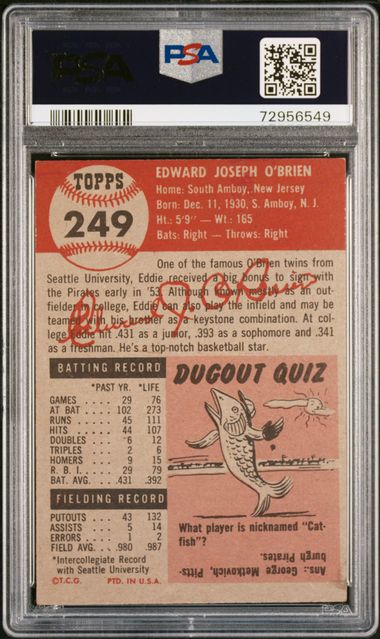 PSA
PSA
72956549
TOPPS
249
EDWARD JOSEPH O'BRIEN
Home: South Amboy, New Jersey
Born: Dec. 11, 1930, S. Amboy, N. J.
Ht.: 5'9" — Wt.: 165
Bats: Right — Throws: Right
One of the famous O'Brien twins from
Seattle University, Eddie received a big bonus to sign with
the Pirates early in '53. Although known mostly as an out-
fielder in college, Eddie can also play the infield and may be
teamed with his brother as a keystone combination. At col-
lege Eddie hit .431 as a junior, .393 as a sophomore and .341
as a freshman. He's a top-notch basketball star.
Edward J. O'Brien
BATTING RECORD
*PAST YR. *LIFE
GAMES 29 76
AT BAT 102 273
RUNS 45 111
HITS 44 107
DOUBLES 6 12
TRIPLES 2 6
HOMERS 9 15
R. B. I. 29 79
BAT. AVG. .431 .392
FIELDING RECORD
PUTOUTS 43 132
ASSISTS 5 14
ERRORS 1 2
FIELD AVG. .980 .987
*Intercollegiate Record
with Seattle University
©T.C.G. PTD. IN U.S.A.
DUGOUT QUIZ
What player is nicknamed "Cat-
fish"?
Ans.: George Metkovich, Pitts-
burgh Pirates.